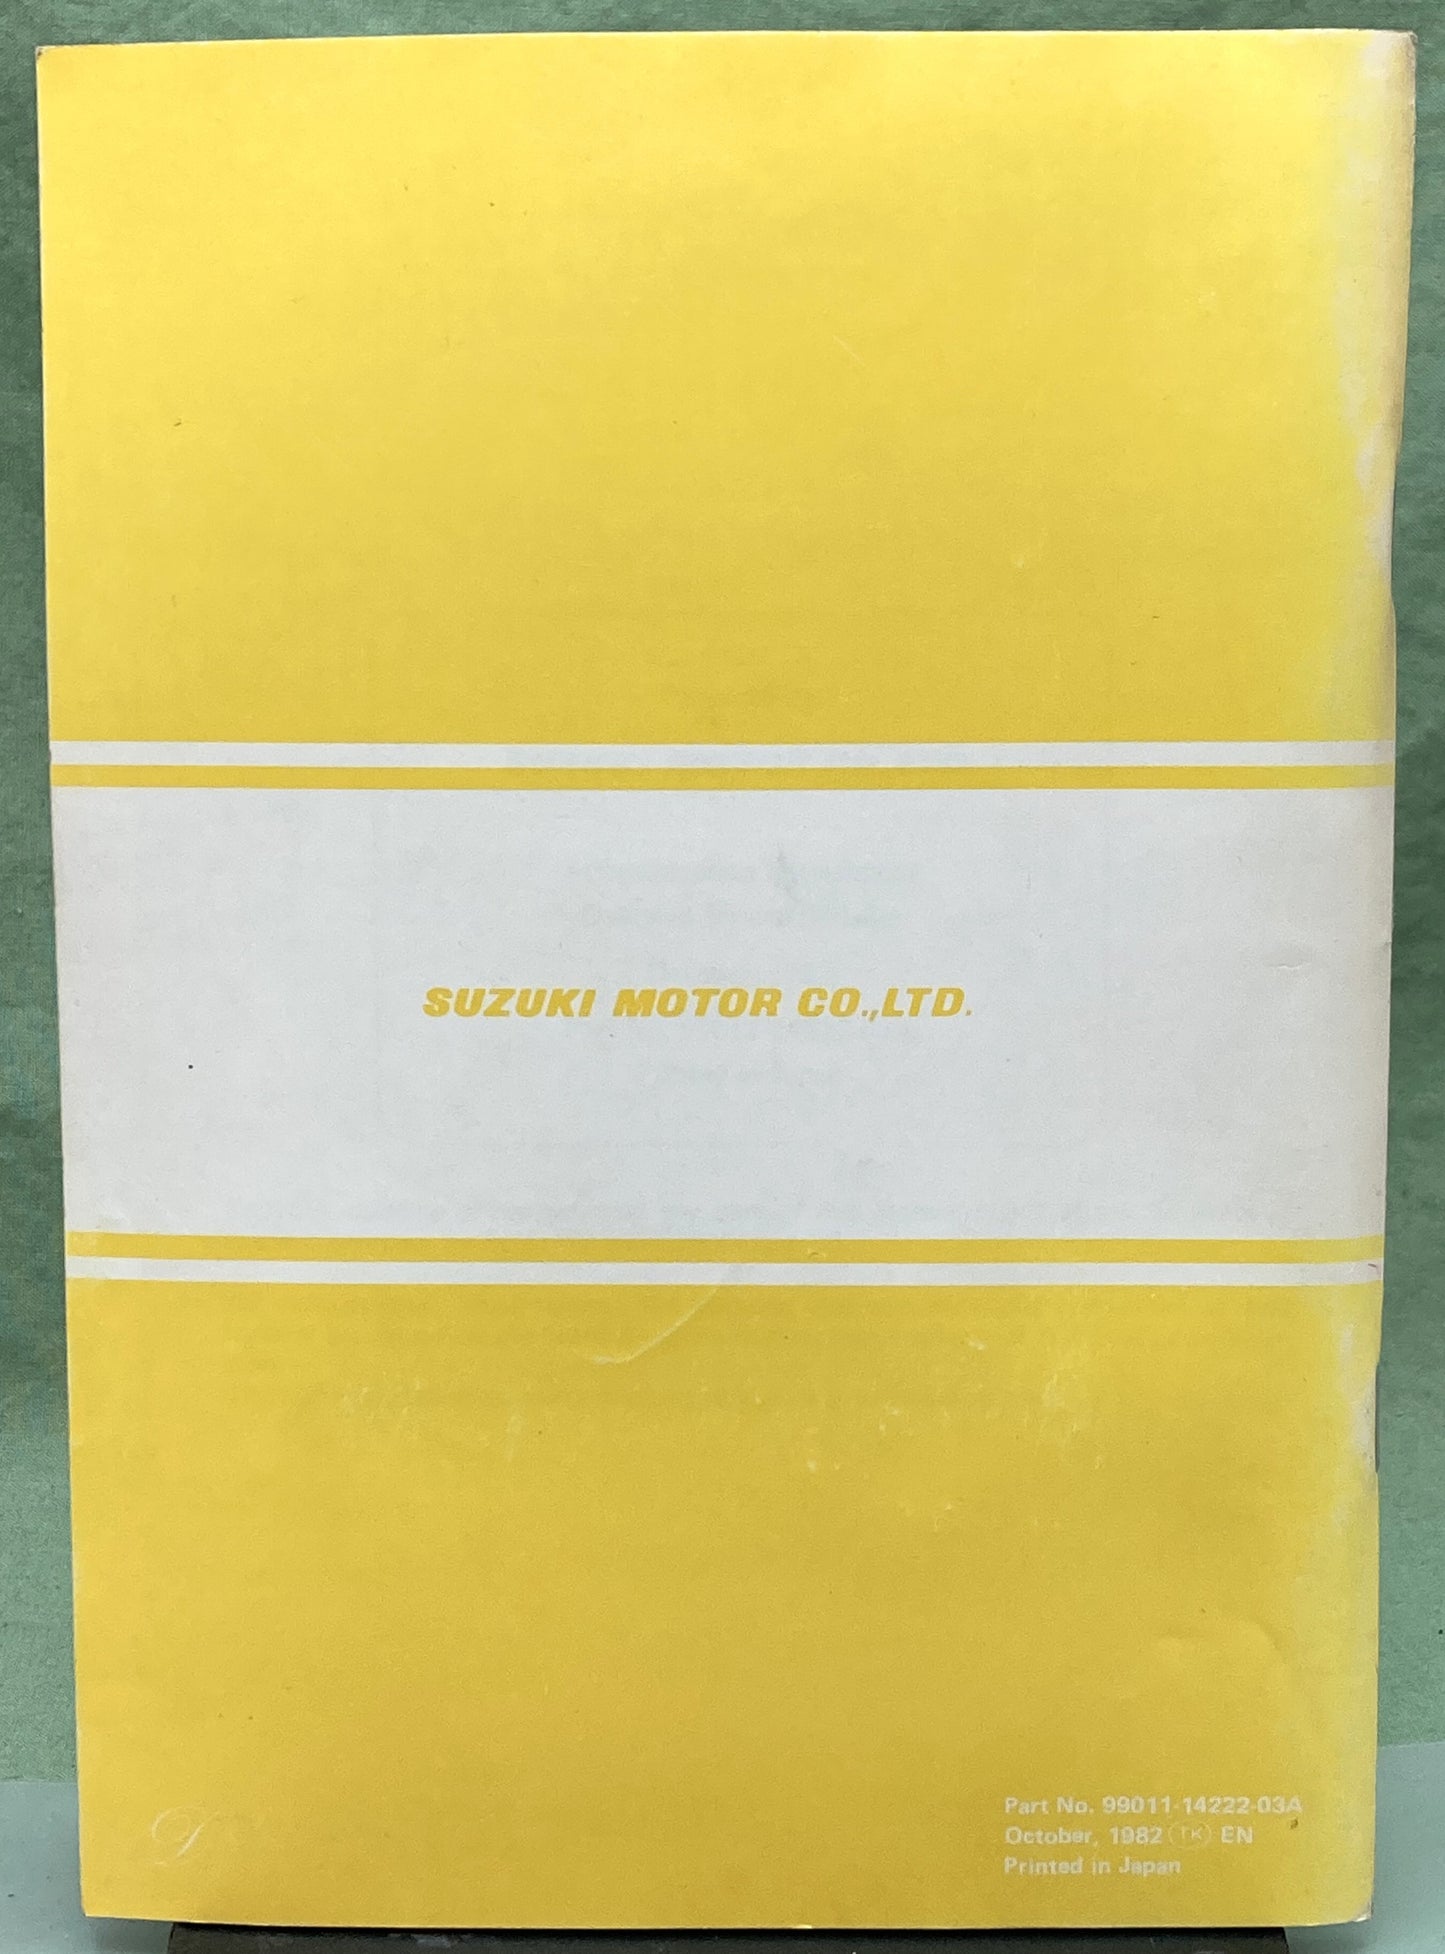 SUZUKI MOTOR CO.,LTD.
Part No. 99011-14222-03A
October, 1982 TK EN
Printed in Japan